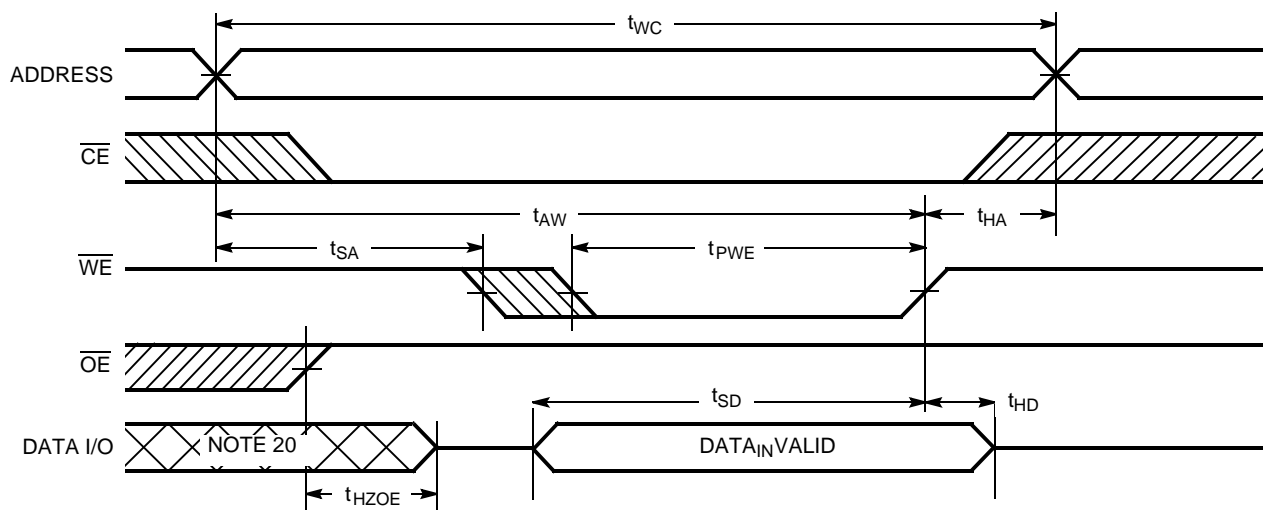 tWC
ADDRESS
CE
tAW
tHA
tSA
tPWE
WE
OE
tSD
tHD
DATA I/O
NOTE 20
DATAINVALID
tHZOE